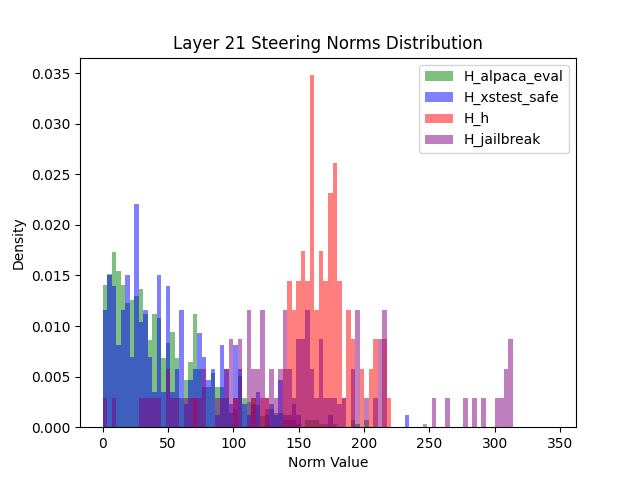 Layer 21 Steering Norms Distribution
0.035
0.030
0.025
0.020
0.015
0.010
0.005
0.000
Density
H_alpaca_eval
H_xstest_safe
H_h
H_jailbreak
0 50 100 150 200 250 300 350
Norm Value